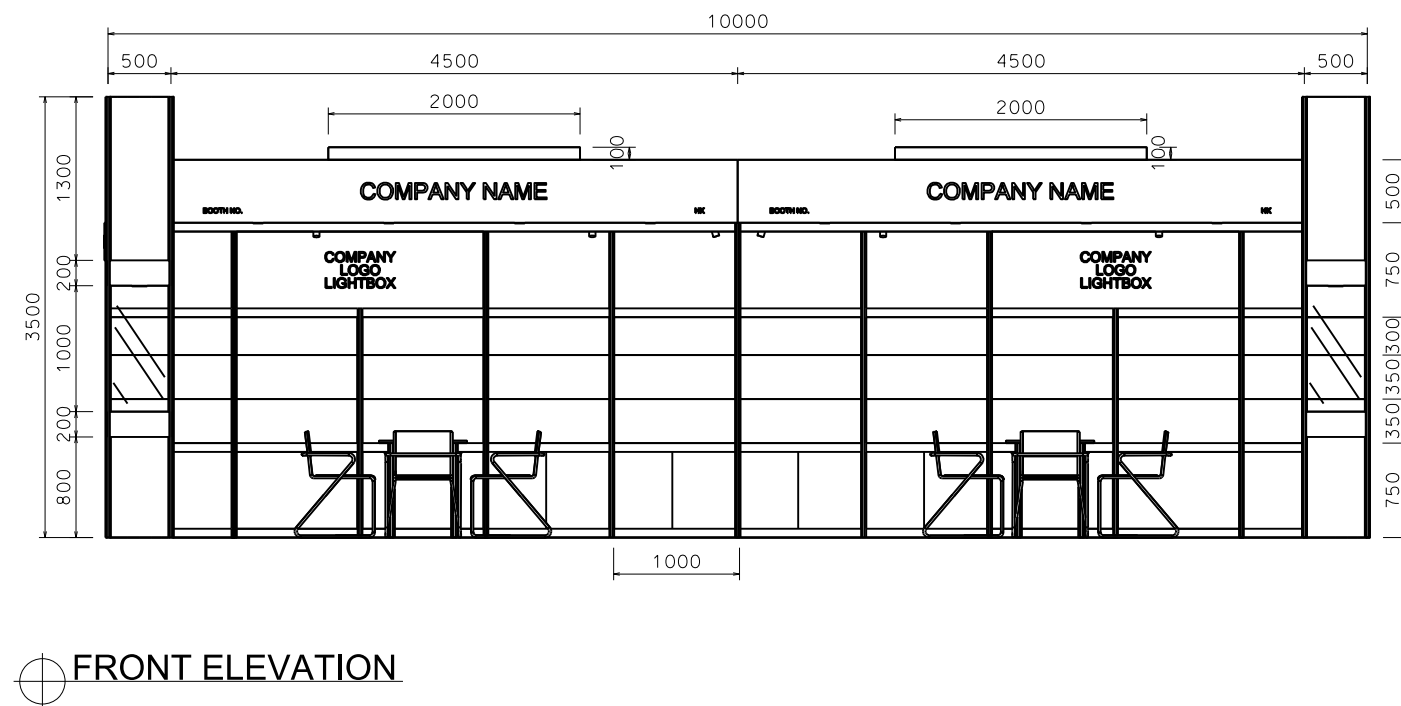 10000
500 4500 4500 500
2000 2000
100 100
1300
500
COMPANY NAME COMPANY NAME
BOOTH NO. HK BOOTH NO. HK
COMPANY
LOGO
LIGHTBOX
COMPANY
LOGO
LIGHTBOX
750
200
3500
1000
300
350
350
200
800
750
1000
FRONT ELEVATION